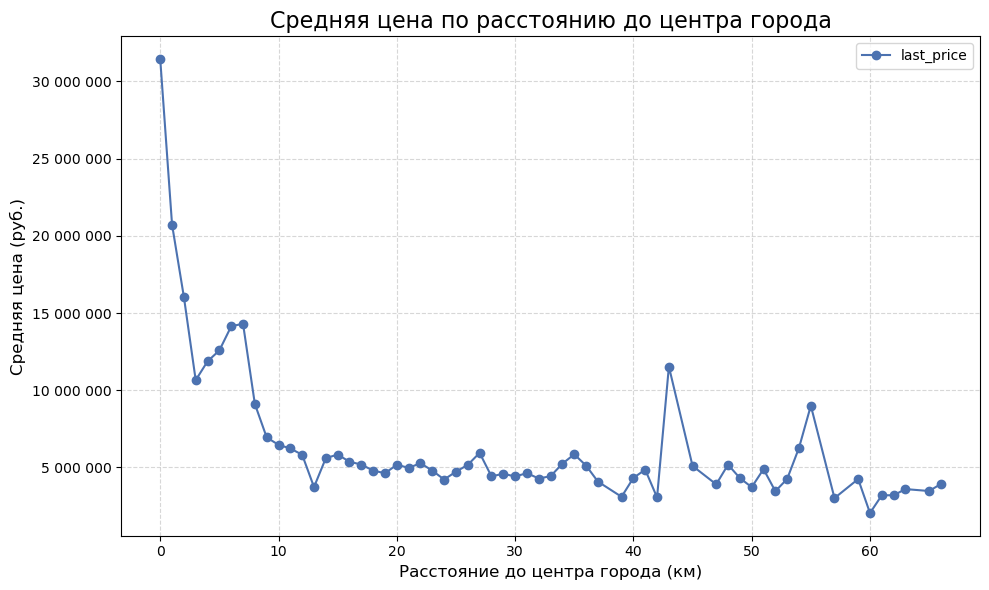 Средняя цена по расстоянию до центра города
last_price
Средняя цена (руб.)
30 000 000
25 000 000
20 000 000
15 000 000
10 000 000
5 000 000
0 10 20 30 40 50 60
Расстояние до центра города (км)